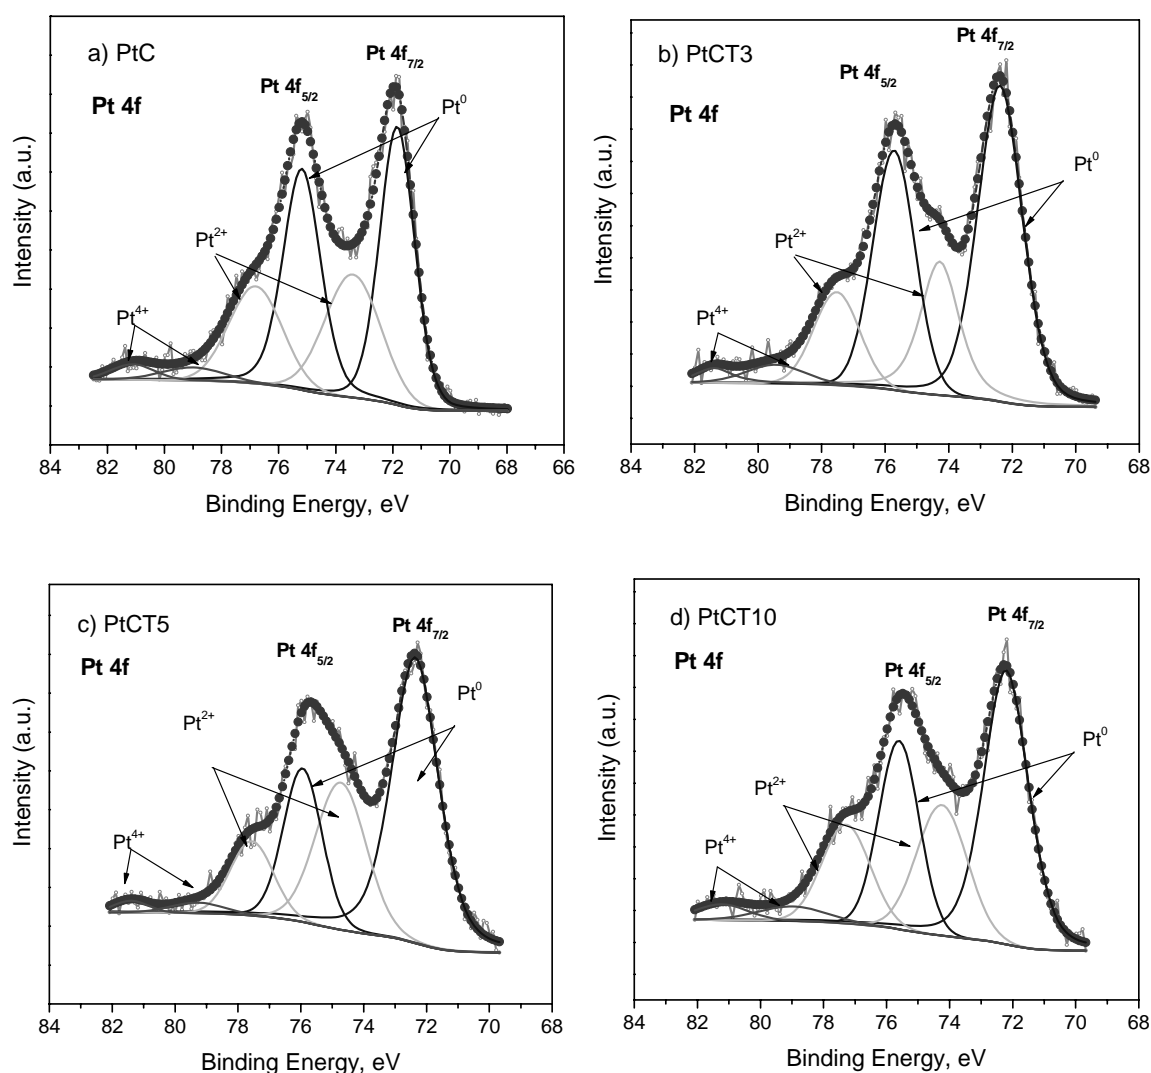 a) PtC
Pt 4f
Pt 4f5/2
Pt 4f7/2
Pt0
Pt2+
Pt4+
Intensity (a.u.)
84 82 80 78 76 74 72 70 68 66
Binding Energy, eV
b) PtCT3
Pt 4f
Pt 4f5/2
Pt 4f7/2
Pt0
Pt2+
Pt4+
Intensity (a.u.)
84 82 80 78 76 74 72 70 68
Binding Energy, eV
c) PtCT5
Pt 4f
Pt 4f5/2
Pt 4f7/2
Pt0
Pt2+
Pt4+
Intensity (a.u.)
84 82 80 78 76 74 72 70 68
Binding Energy, eV
d) PtCT10
Pt 4f
Pt 4f5/2
Pt 4f7/2
Pt0
Pt2+
Pt4+
Intensity (a.u.)
84 82 80 78 76 74 72 70 68
Binding Energy, eV